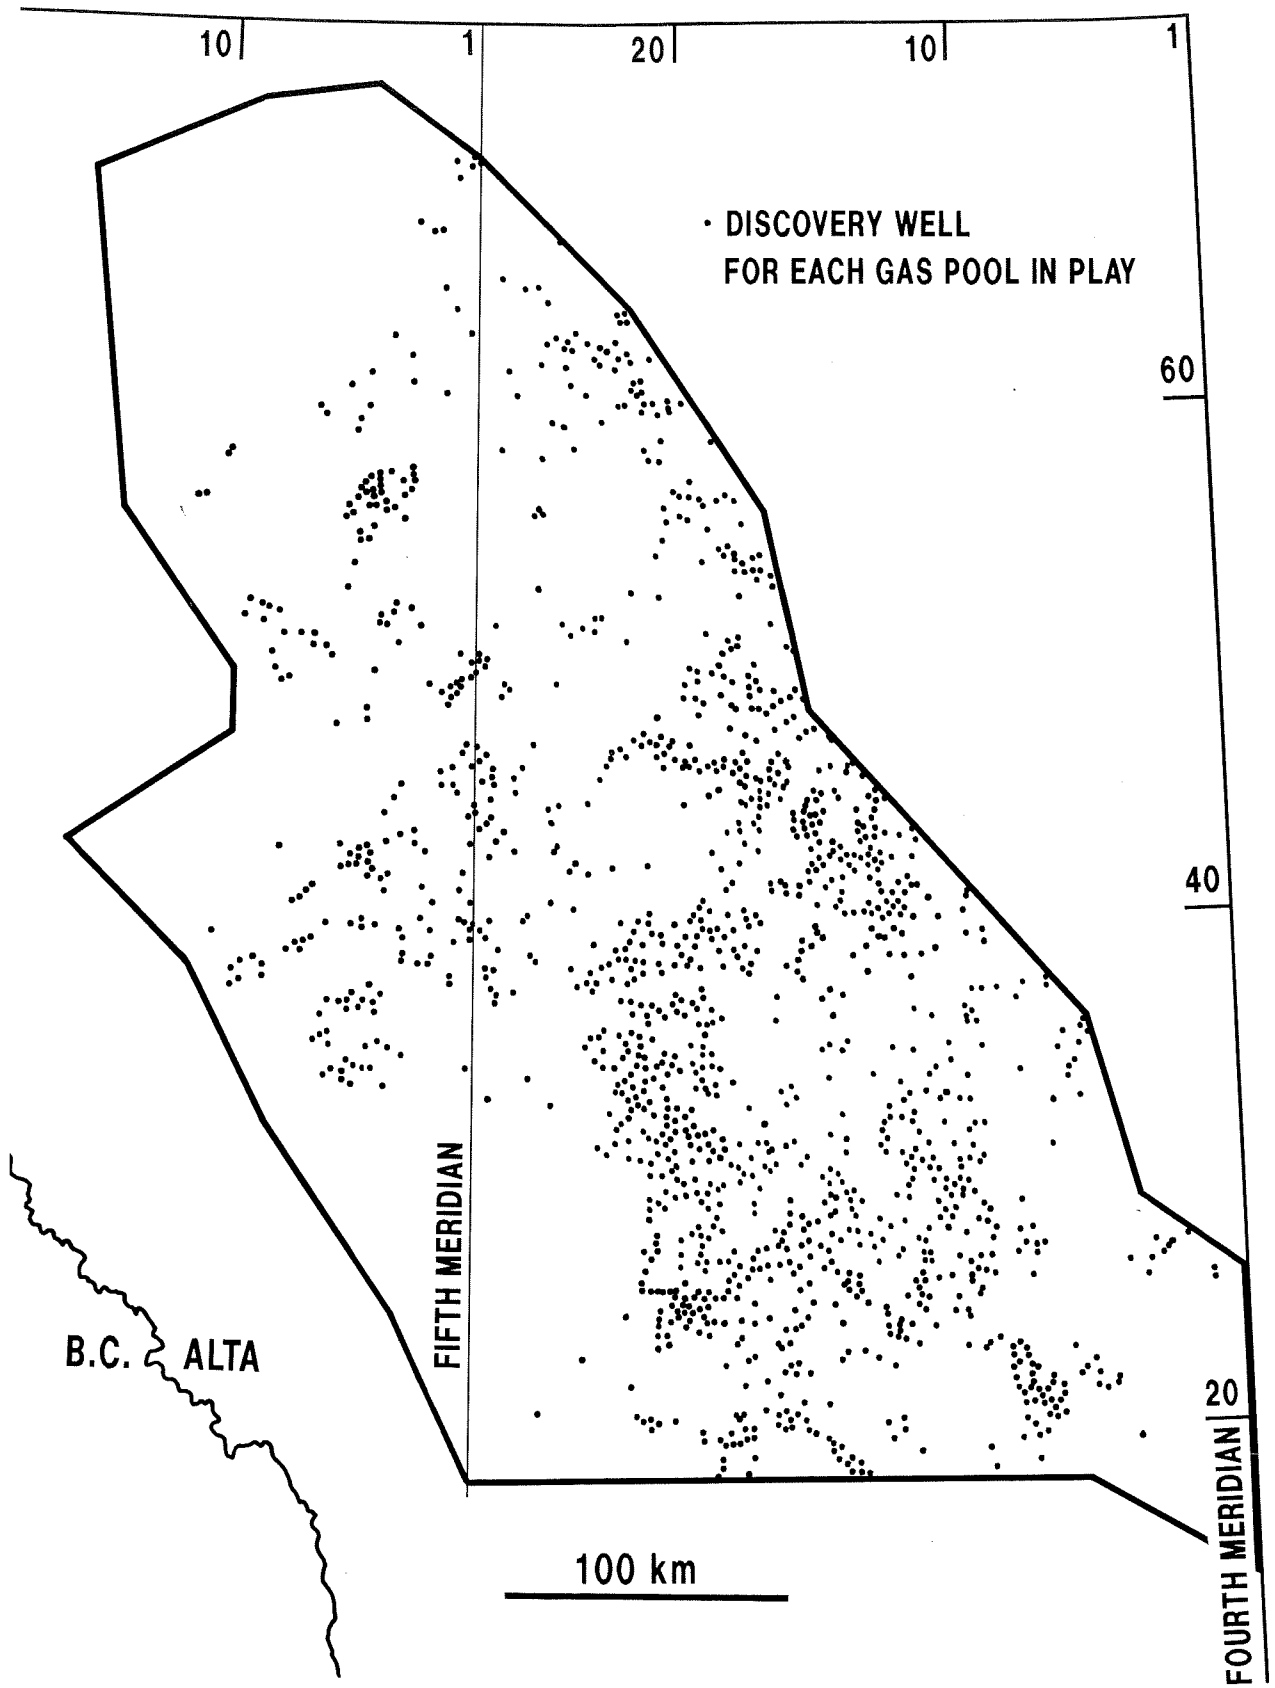 10 1 20 10 1
DISCOVERY WELL
FOR EACH GAS POOL IN PLAY
60
40
FIFTH MERIDIAN
B.C. ALTA
20
FOURTH MERIDIAN
100 km